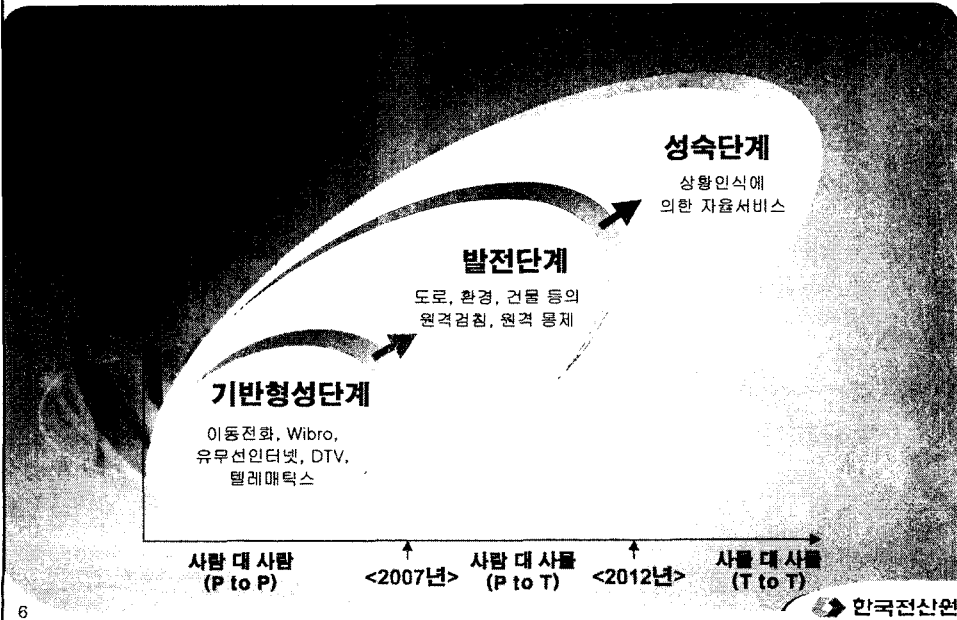 성숙단계
상황인식에
의한 자율서비스
발전단계
도로, 환경, 건물 등의
원격검침, 원격 몽제
기반형성단계
이동전화, Wibro,
유무선인터넷, DTV,
텔레매틱스
사람 대 사람
(P to P)
<2007년>
사람 대 사물
(P to T)
<2012년>
사물 대 사물
(T to T)
6
한국전산원